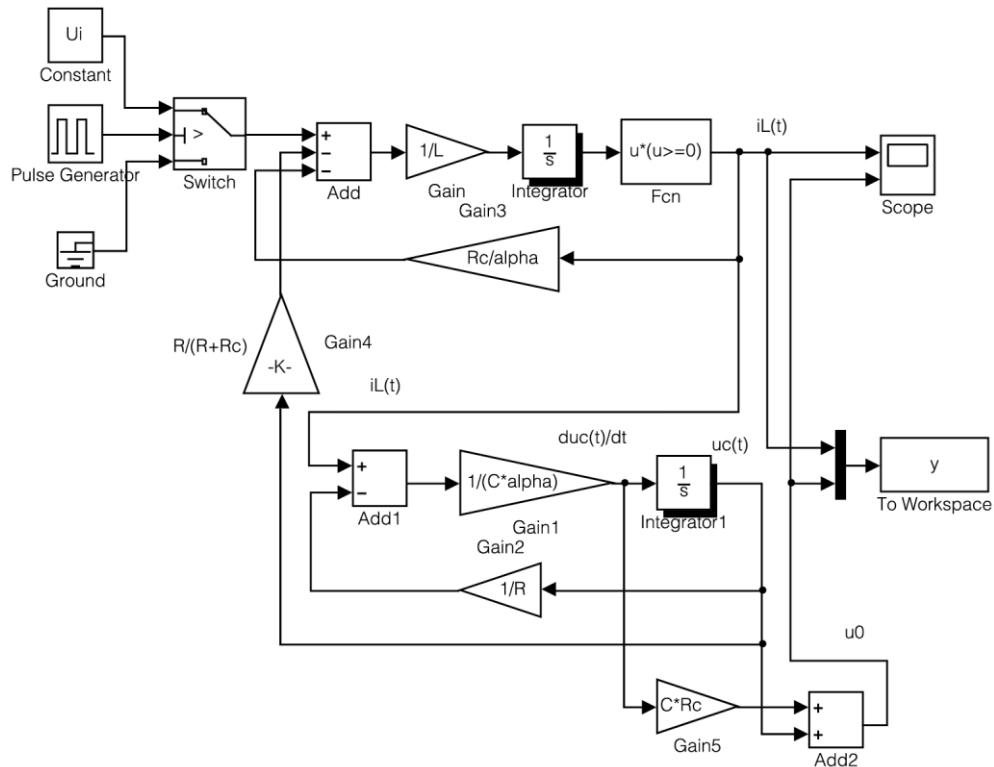 Ui
Constant
Pulse Generator
>
Switch
Ground
+
−
−
Add
1/L
Gain
Gain3
1
s
Integrator
u*(u>=0)
Fcn
iL(t)
Scope
Rc/alpha
R/(R+Rc)
-K-
Gain4
iL(t)
+
−
Add1
duc(t)/dt
1/(C*alpha)
Gain1
Gain2
uc(t)
1
s
Integrator1
y
To Workspace
1/R
u0
C*Rc
Gain5
+
+
Add2